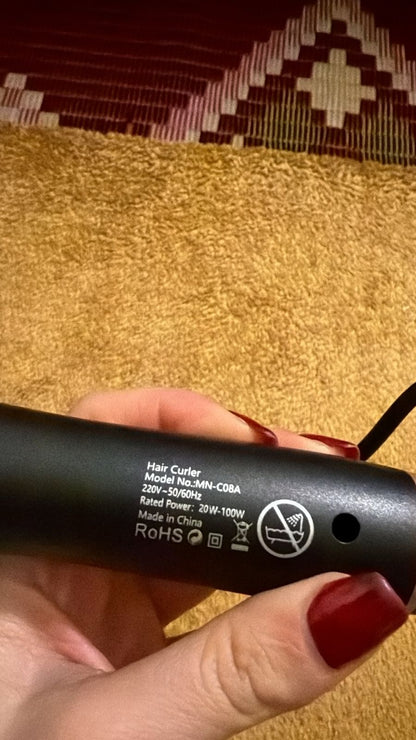 Hair Curler
Model No.:MN-C08A
220V~50/60Hz
Rated Power: 20W-100W
Made in China
RoHS